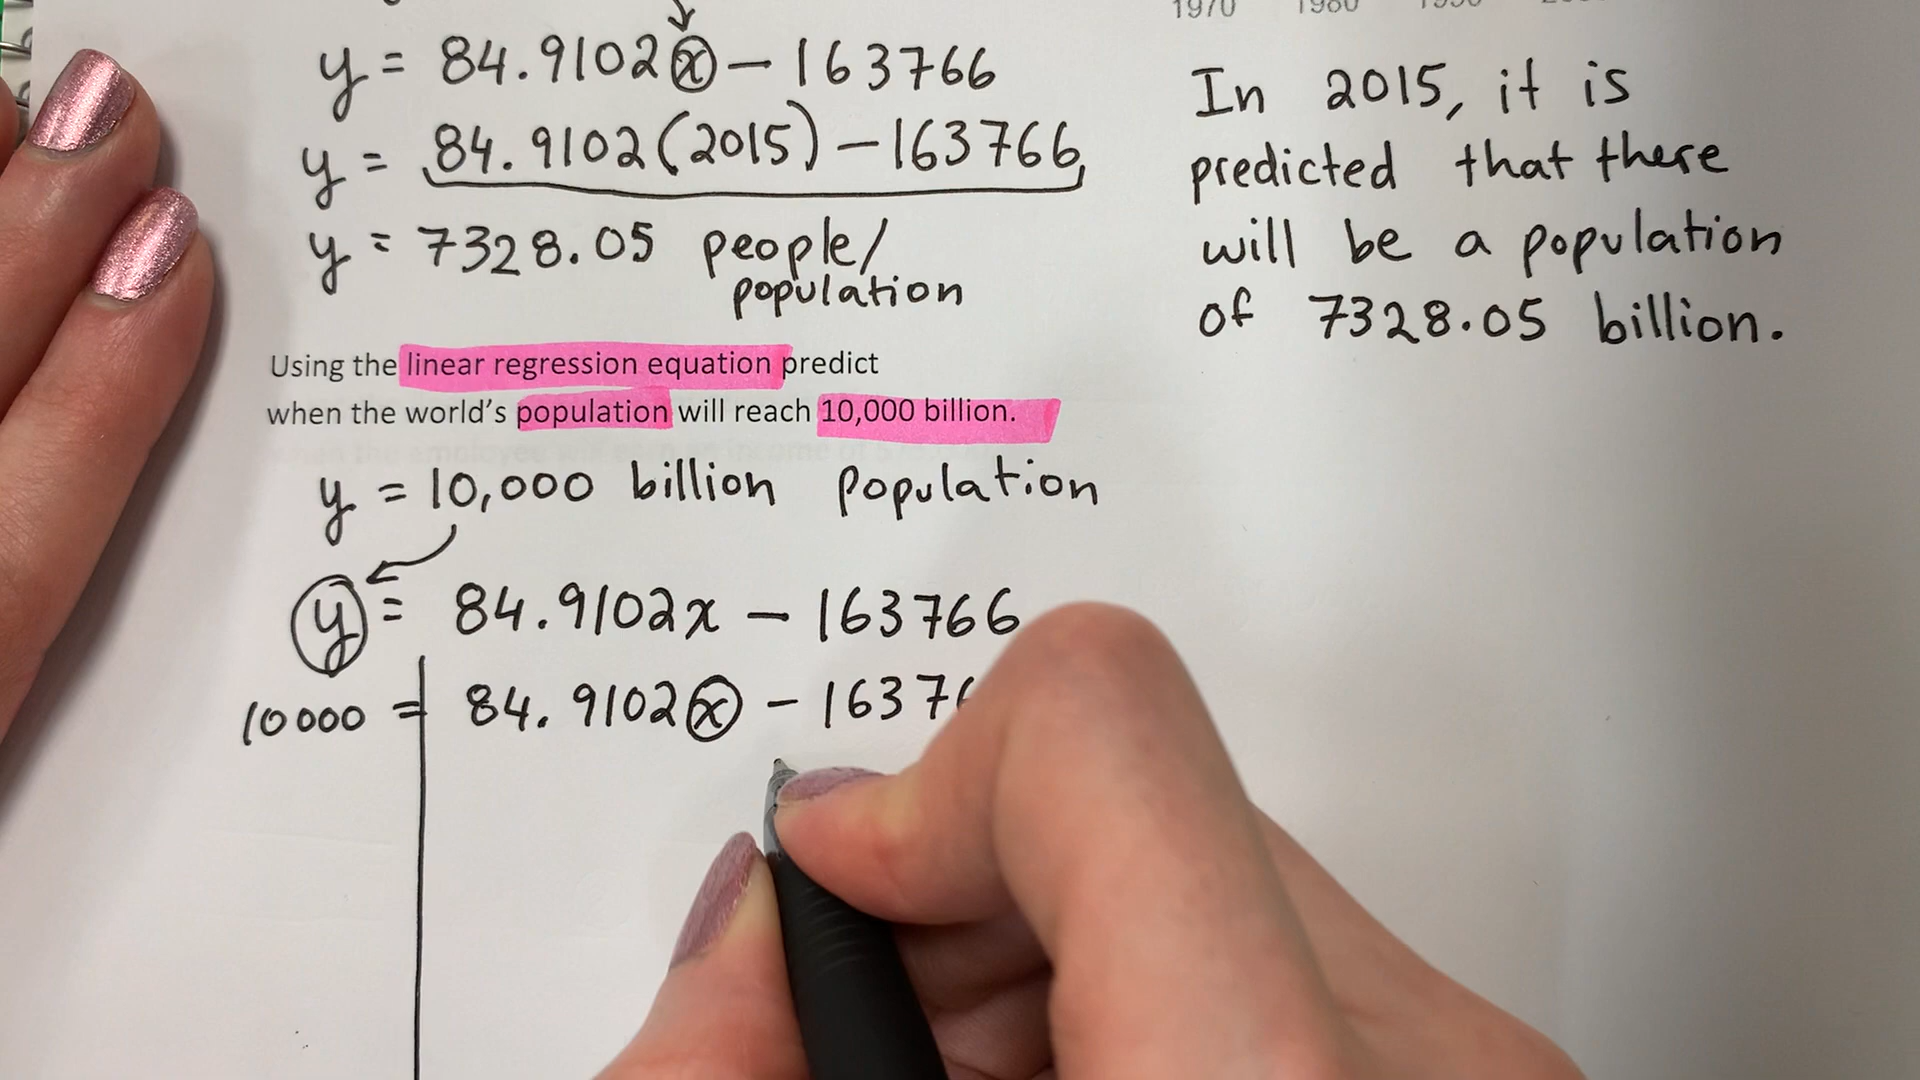 1970 1980
y = 84.9102x - 163766
y = 84.9102(2015) - 163766
y = 7328.05 people/
population
In 2015, it is
predicted that there
will be a population
of 7328.05 billion.
Using the linear regression equation predict
when the world's population will reach 10,000 billion.
y = 10,000 billion population
y = 84.9102x - 163766
10000 = 84.9102x - 1637